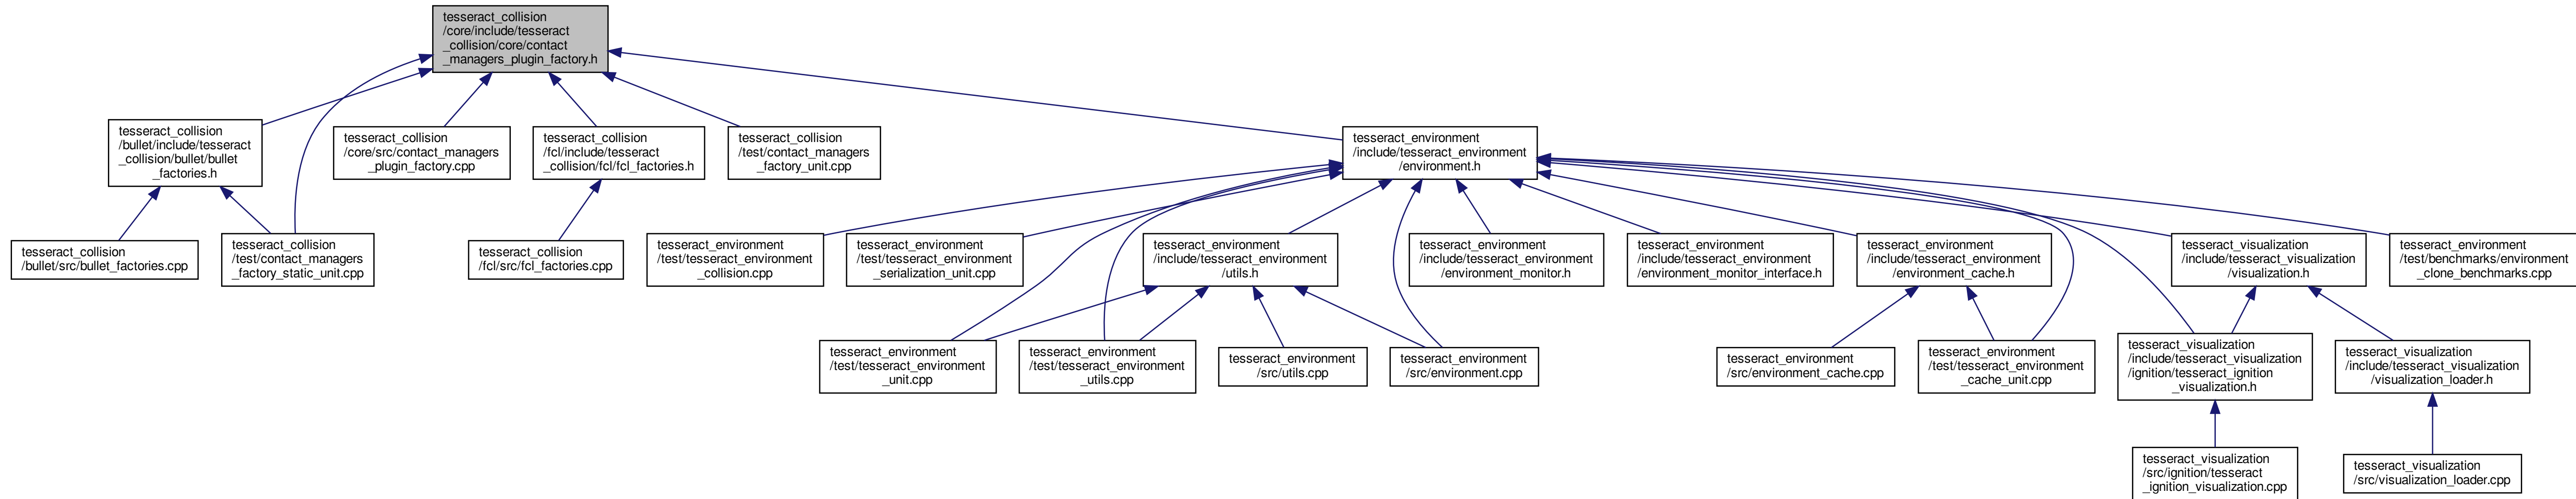 tesseract_collision
/core/include/tesseract
_collision/core/contact
_managers_plugin_factory.h
tesseract_collision
/bullet/include/tesseract
_collision/bullet/bullet
_factories.h
tesseract_collision
/core/src/contact_managers
_plugin_factory.cpp
tesseract_collision
/fcl/include/tesseract
_collision/fcl/fcl_factories.h
tesseract_collision
/test/contact_managers
_factory_unit.cpp
tesseract_environment
/include/tesseract_environment
/environment.h
tesseract_collision
/bullet/src/bullet_factories.cpp
tesseract_collision
/test/contact_managers
_factory_static_unit.cpp
tesseract_collision
/fcl/src/fcl_factories.cpp
tesseract_environment
/test/tesseract_environment
_collision.cpp
tesseract_environment
/test/tesseract_environment
_serialization_unit.cpp
tesseract_environment
/include/tesseract_environment
/utils.h
tesseract_environment
/include/tesseract_environment
/environment_monitor.h
tesseract_environment
/include/tesseract_environment
/environment_monitor_interface.h
tesseract_environment
/include/tesseract_environment
/environment_cache.h
tesseract_visualization
/include/tesseract_visualization
/visualization.h
tesseract_environment
/test/benchmarks/environment
_clone_benchmarks.cpp
tesseract_environment
/test/tesseract_environment
_unit.cpp
tesseract_environment
/test/tesseract_environment
_utils.cpp
tesseract_environment
/src/utils.cpp
tesseract_environment
/src/environment.cpp
tesseract_environment
/src/environment_cache.cpp
tesseract_environment
/test/tesseract_environment
_cache_unit.cpp
tesseract_visualization
/include/tesseract_visualization
/ignition/tesseract_ignition
_visualization.h
tesseract_visualization
/include/tesseract_visualization
/visualization_loader.h
tesseract_visualization
/src/ignition/tesseract
_ignition_visualization.cpp
tesseract_visualization
/src/visualization_loader.cpp